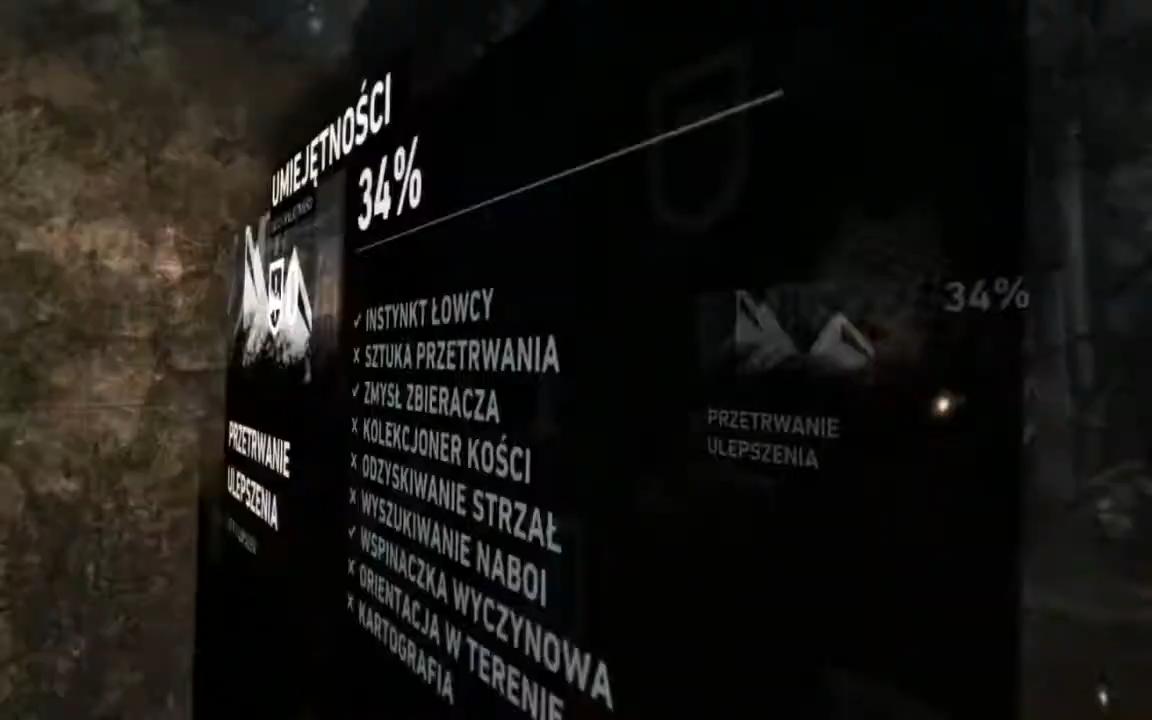 UMIEJĘTNOŚCI
34%
INSTYNKT ŁOWCY
SZTUKA PRZETRWANIA
ZMYSŁ ZBIERACZA
KOLEKCJONER KOŚCI
ODZYSKIWANIE STRZAŁ
WYSZUKIWANIE NABOI
WSPINACZKA WYCZYNOWA
ORIENTACJA W TERENIE
KARTOGRAFIA
PRZETRWANIE
ULEPSZENIA
34%
PRZETRWANIE
ULEPSZENIA